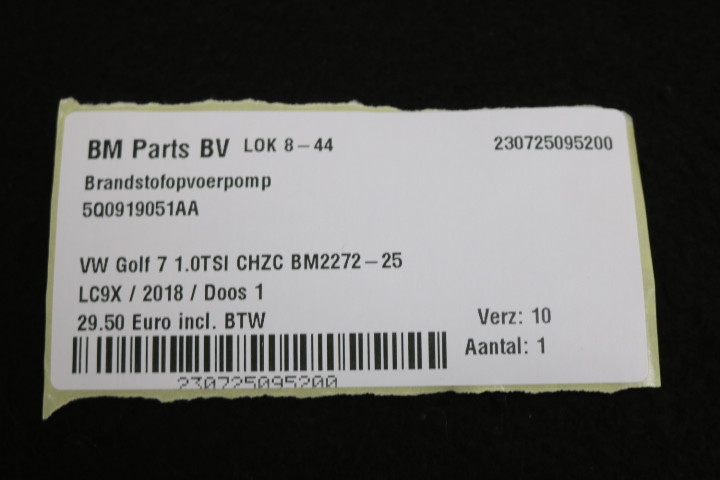 BM Parts BV LOK 8-44 230725095200
Brandstofopvoerpomp
5Q0919051AA
VW Golf 7 1.0TSI CHZC BM2272-25
LC9X / 2018 / Doos 1
29.50 Euro incl. BTW Verz: 10
Aantal: 1
230725095200